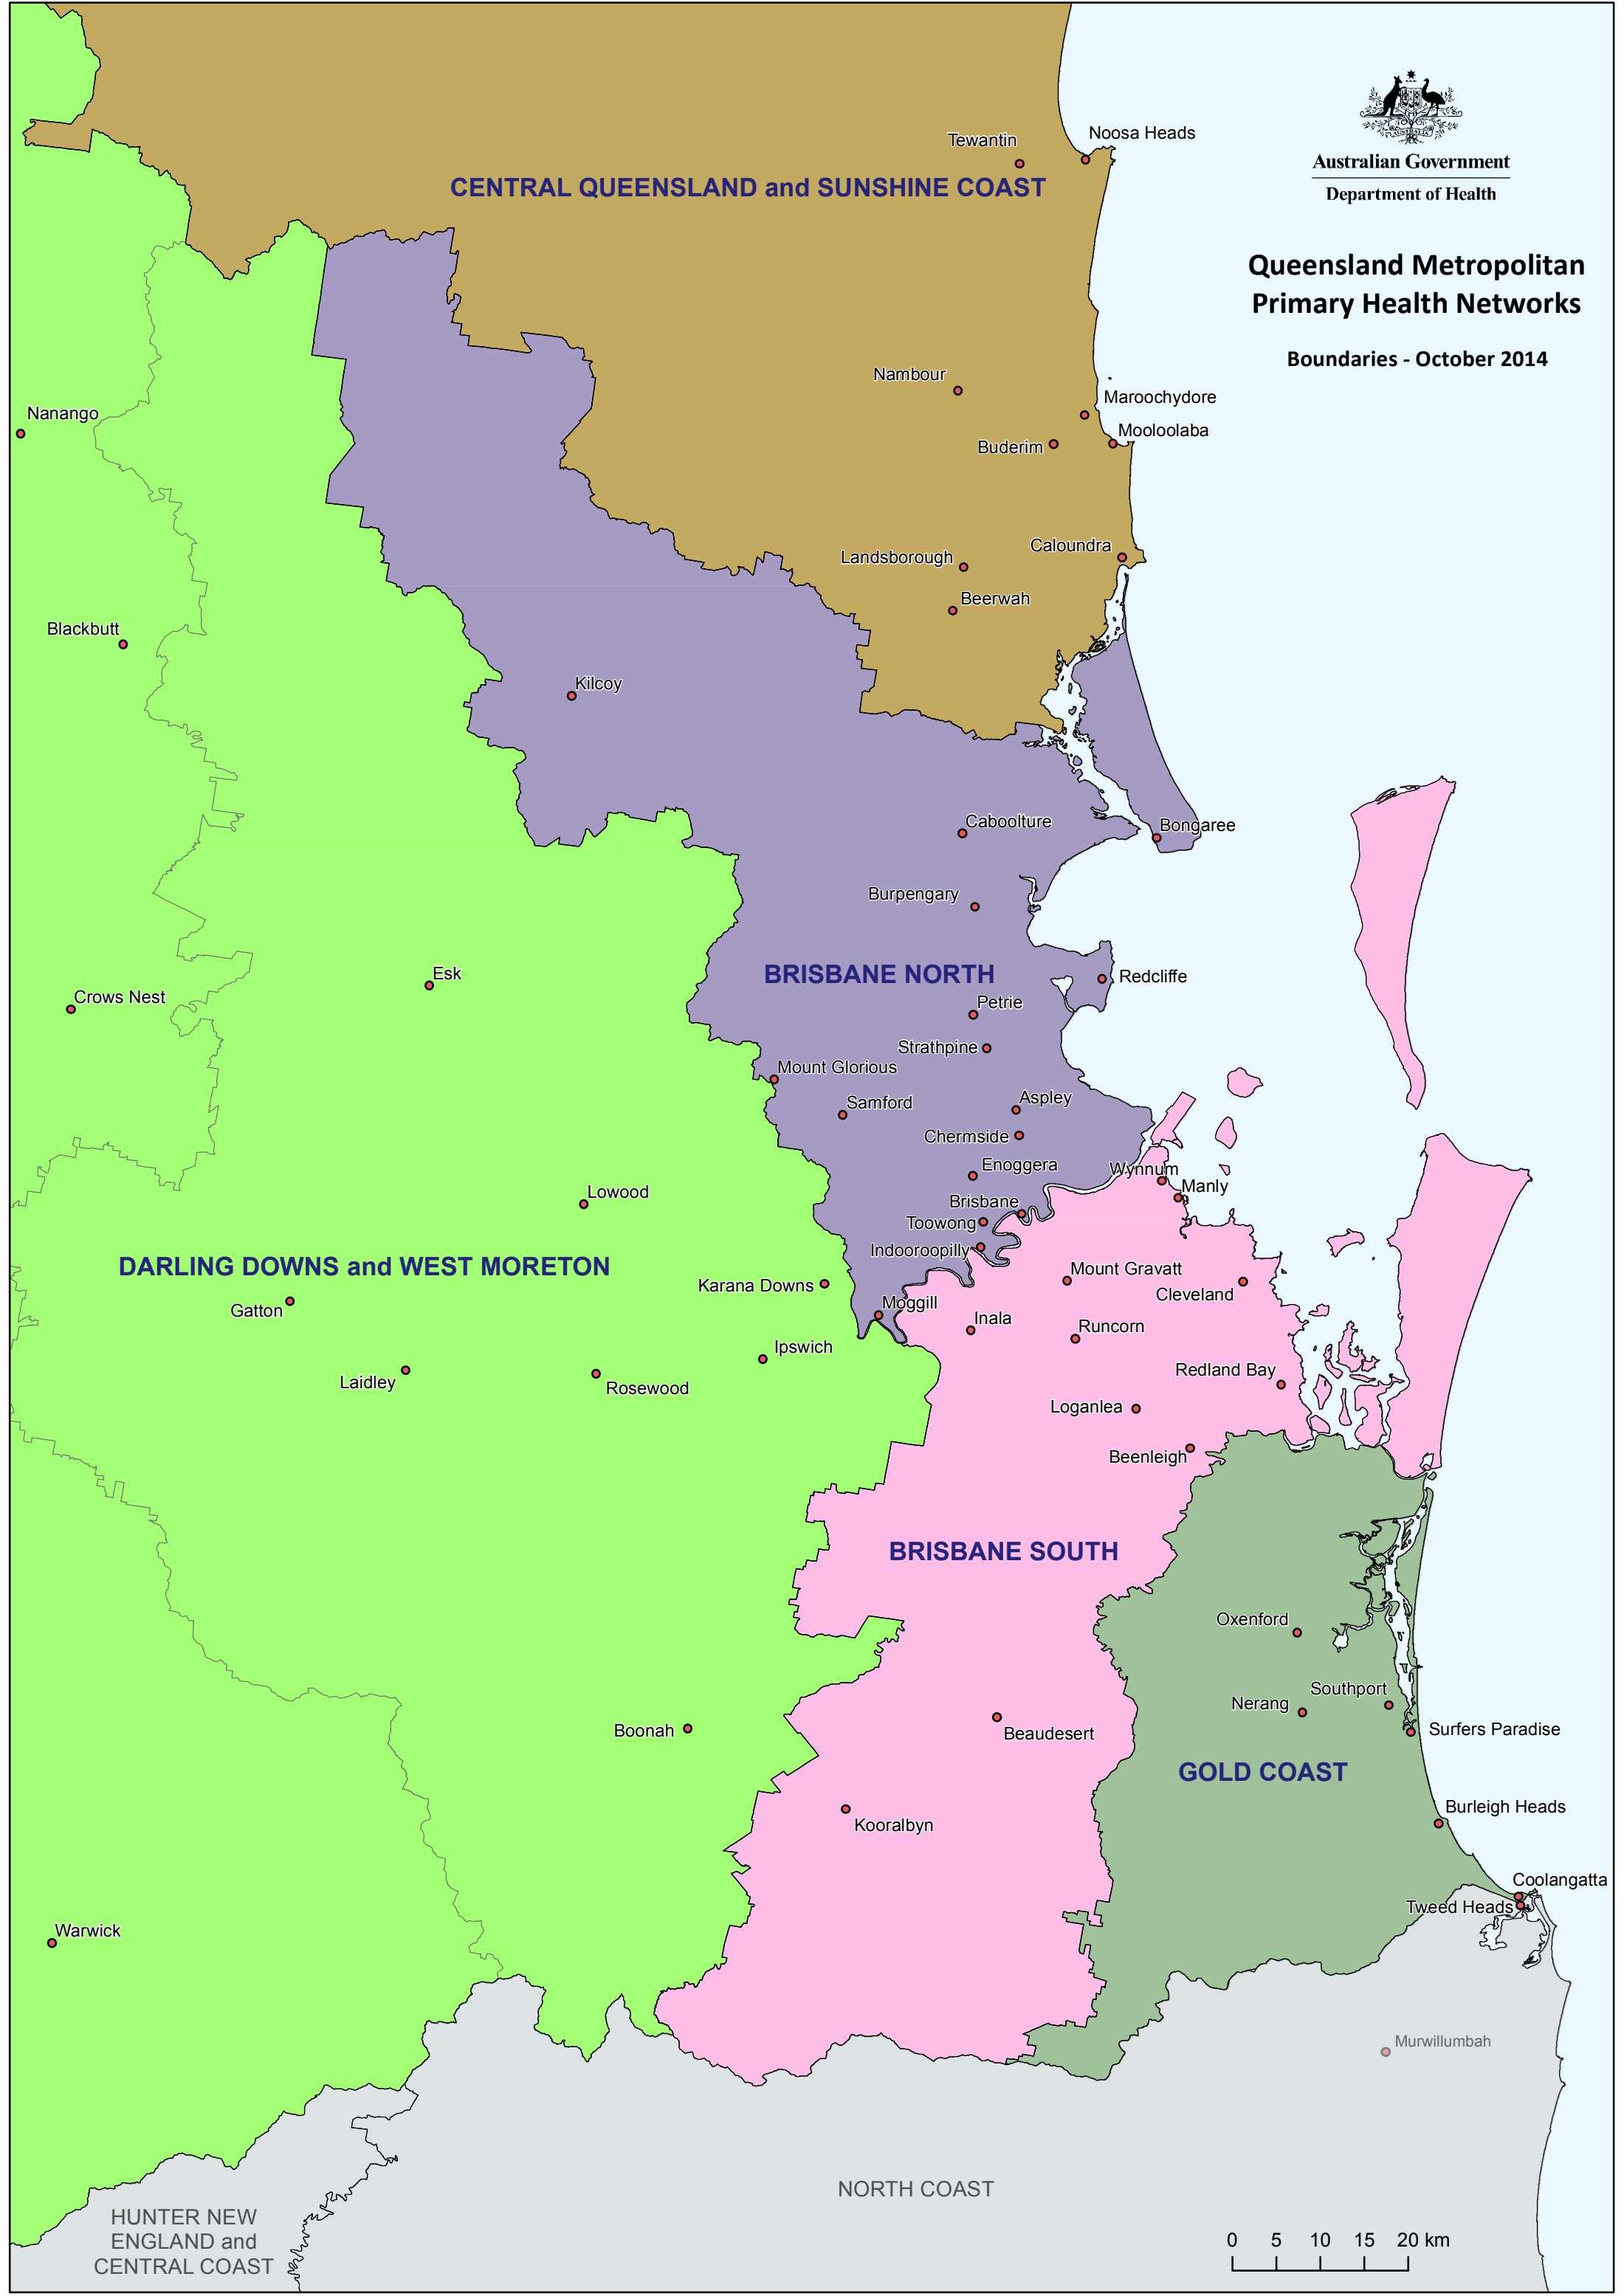 Australian Government
Department of Health
Queensland Metropolitan
Primary Health Networks
Boundaries - October 2014
Tewantin
Noosa Heads
CENTRAL QUEENSLAND and SUNSHINE COAST
Nambour
Maroochydore
Nanango
Mooloolaba
Buderim
Caloundra
Landsborough
Beerwah
Blackbutt
Kilcoy
Caboolture
Bongaree
Burpengary
BRISBANE NORTH
Esk
Redcliffe
Crows Nest
Petrie
Strathpine
Mount Glorious
Samford
Aspley
Chermside
Enoggera
Wynnum
Manly
Lowood
Brisbane
Toowong
Indooroopilly
DARLING DOWNS and WEST MORETON
Mount Gravatt
Karana Downs
Cleveland
Gatton
Moggill
Inala
Runcorn
Ipswich
Redland Bay
Laidley
Rosewood
Loganlea
Beenleigh
BRISBANE SOUTH
Oxenford
Southport
Nerang
Boonah
Beaudesert
Surfers Paradise
GOLD COAST
Burleigh Heads
Kooralbyn
Coolangatta
Tweed Heads
Warwick
Murwillumbah
NORTH COAST
HUNTER NEW
ENGLAND and
CENTRAL COAST
0 5 10 15 20 km